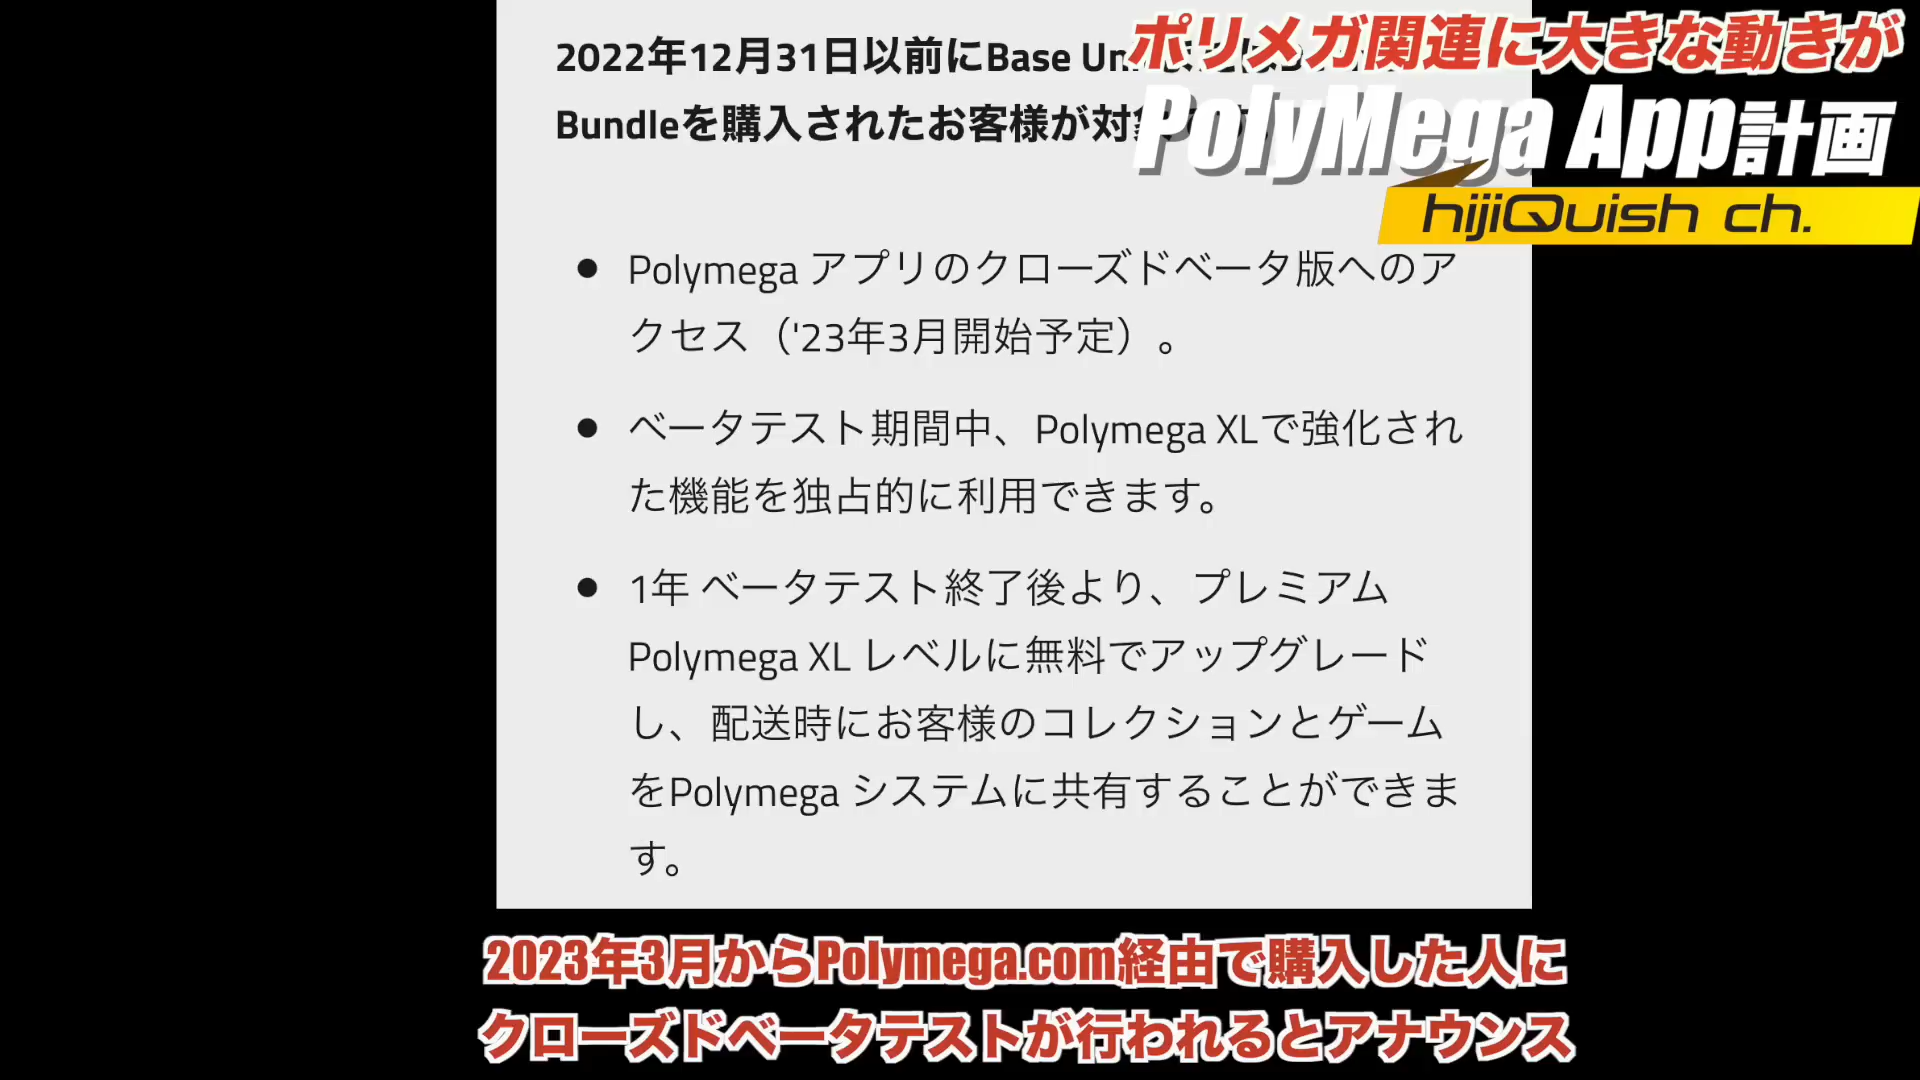 ポリメガ関連に大きな動きが
PolyMega App計画
hijiQuish ch.
2022年12月31日以前にBase
Bundleを購入されたお客様が対象
● Polymega アプリのクローズドベータ版へのア
クセス（'23年3月開始予定）。
● ベータテスト期間中、Polymega XLで強化され
た機能を独占的に利用できます。
● 1年 ベータテスト終了後より、プレミアム
Polymega XL レベルに無料でアップグレード
し、配送時にお客様のコレクションとゲーム
をPolymega システムに共有することができま
す。
2023年3月からPolymega.com経由で購入した人に
クローズドベータテストが行われるとアナウンス